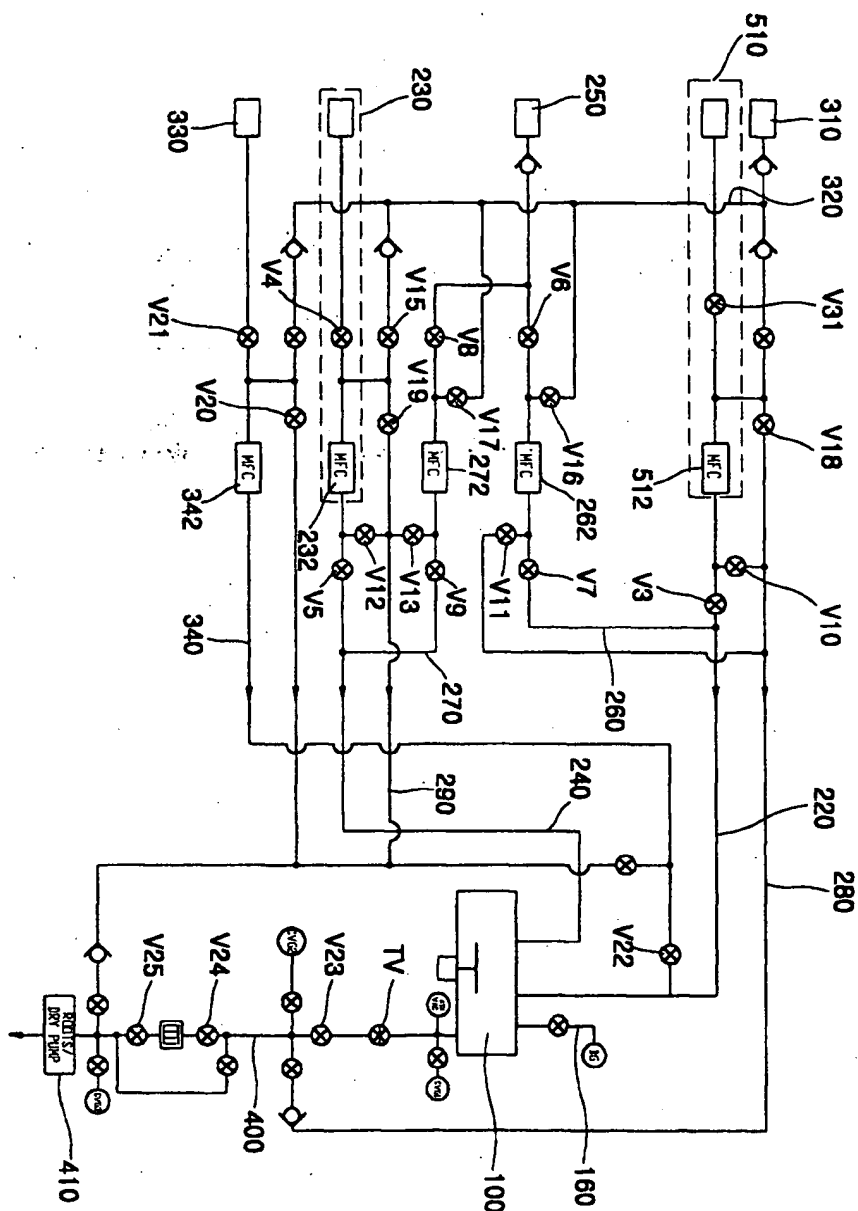 510
230
250
310
330
320
V4
V15
V6
V31
V21
V8
V20
V19
V17
V16
V18
MFC
MFC
MFC
MFC
MFC
342
232
272
262
512
V12
V13
V11
V7
V3
V10
V5
V9
340
270
260
290
240
220
280
V22
V25
V24
V23
TV
ROOTS/
DRY PUMP
410
400
100
160